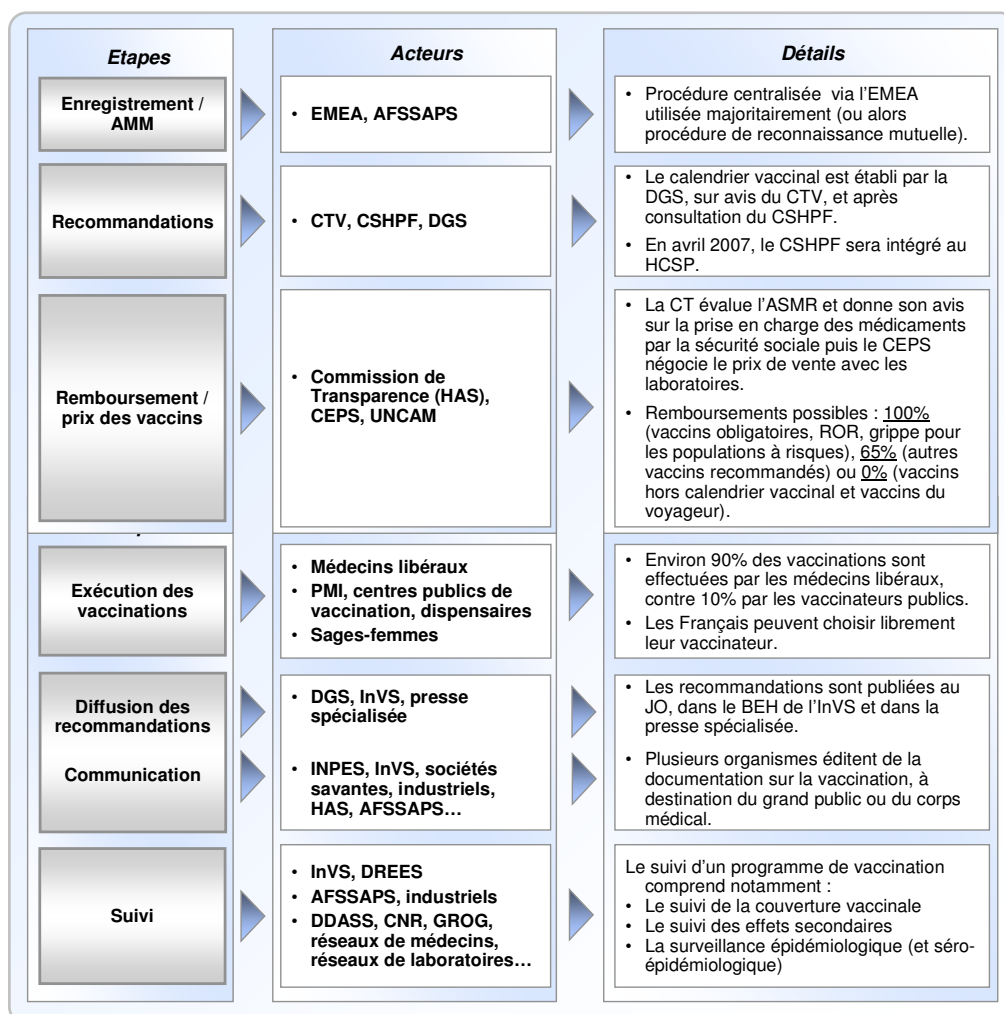 Etapes
Acteurs
Détails
Enregistrement /
AMM
• EMEA, AFSSAPS
• Procédure centralisée via l'EMEA
utilisée majoritairement (ou alors
procédure de reconnaissance mutuelle).
Recommandations
• CTV, CSHPF, DGS
• Le calendrier vaccinal est établi par la
DGS, sur avis du CTV, et après
consultation du CSHPF.
• En avril 2007, le CSHPF sera intégré au
HCSP.
Remboursement /
prix des vaccins
• Commission de
Transparence (HAS),
CEPS, UNCAM
• La CT évalue l'ASMR et donne son avis
sur la prise en charge des médicaments
par la sécurité sociale puis le CEPS
négocie le prix de vente avec les
laboratoires.
• Remboursements possibles : 100%
(vaccins obligatoires, ROR, grippe pour
les populations à risques), 65% (autres
vaccins recommandés) ou 0% (vaccins
hors calendrier vaccinal et vaccins du
voyageur).
Exécution des
vaccinations
• Médecins libéraux
• PMI, centres publics de
vaccination, dispensaires
• Sages-femmes
• Environ 90% des vaccinations sont
effectuées par les médecins libéraux,
contre 10% par les vaccinateurs publics.
• Les Français peuvent choisir librement
leur vaccinateur.
Diffusion des
recommandations
• DGS, InVS, presse
spécialisée
• Les recommandations sont publiées au
JO, dans le BEH de l'InVS et dans la
presse spécialisée.
Communication
• INPES, InVS, sociétés
savantes, industriels,
HAS, AFSSAPS…
• Plusieurs organismes éditent de la
documentation sur la vaccination, à
destination du grand public ou du corps
médical.
Suivi
• InVS, DREES
• AFSSAPS, industriels
• DDASS, CNR, GROG,
réseaux de médecins,
réseaux de laboratoires…
Le suivi d'un programme de vaccination
comprend notamment :
• Le suivi de la couverture vaccinale
• Le suivi des effets secondaires
• La surveillance épidémiologique (et séro-
épidémiologique)